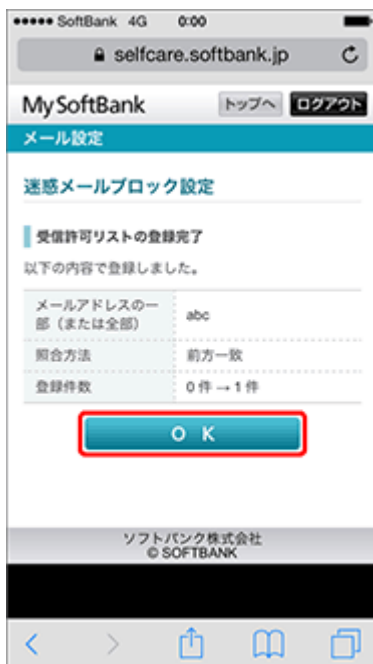 SoftBank 4G 0:00
selfcare.softbank.jp
My SoftBank トップへ ログアウト
メール設定
迷惑メールブロック設定
受信許可リストの登録完了
以下の内容で登録しました。
メールアドレスの一
部（または全部） abc
照合方法 前方一致
登録件数 0 件 → 1 件
O K
ソフトバンク株式会社
© SOFTBANK